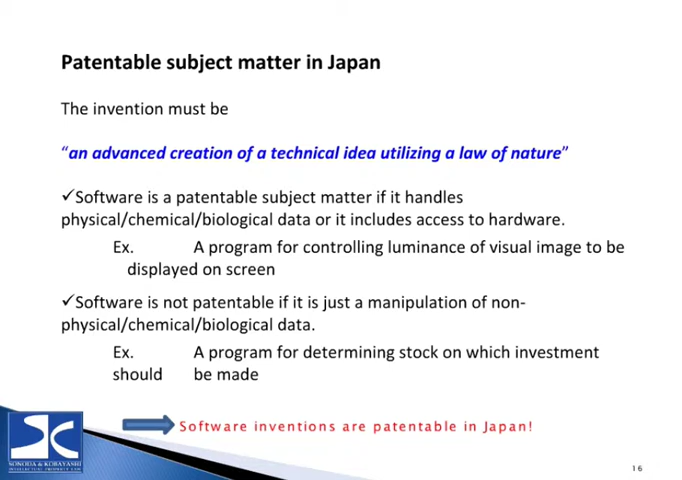 Patentable subject matter in Japan
The invention must be
“an advanced creation of a technical idea utilizing a law of nature”
✓Software is a patentable subject matter if it handles
physical/chemical/biological data or it includes access to hardware.
Ex. A program for controlling luminance of visual image to be
displayed on screen
✓Software is not patentable if it is just a manipulation of non-
physical/chemical/biological data.
Ex. A program for determining stock on which investment
should be made
Software inventions are patentable in Japan!
SONODA & KOBAYASHI
INTELLECTUAL PROPERTY LAW
16